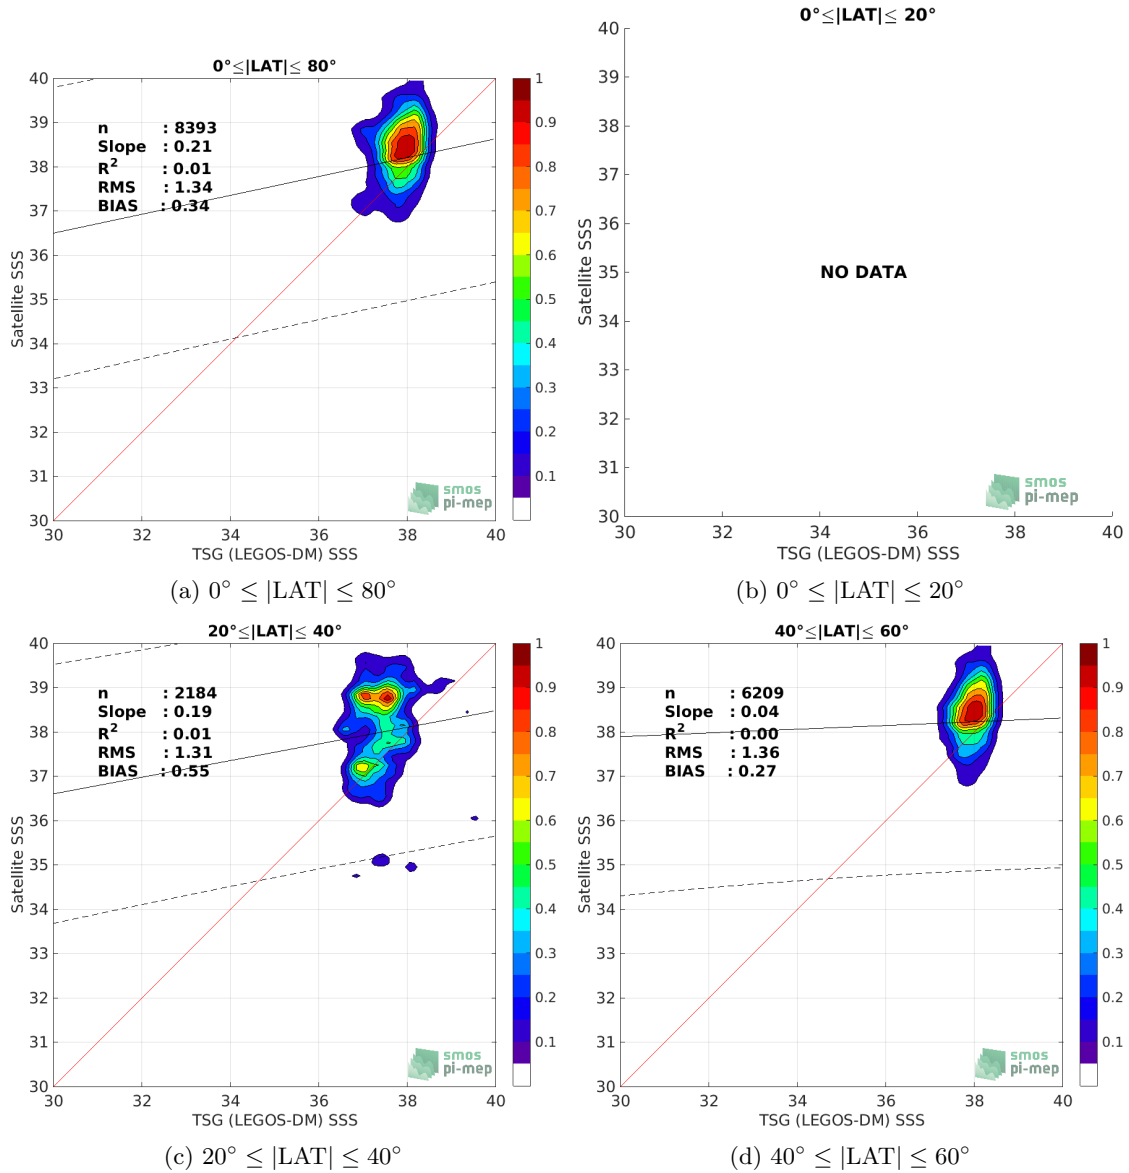 0°≤|LAT|≤ 80°
40
39
38
37
36
35
34
33
32
31
30
Satellite SSS
n : 8393
Slope : 0.21
R² : 0.01
RMS : 1.34
BIAS : 0.34
1
0.9
0.8
0.7
0.6
0.5
0.4
0.3
0.2
0.1
smos
pi-mep
30 32 34 36 38 40
TSG (LEGOS-DM) SSS
(a) 0° ≤ |LAT| ≤ 80°
0°≤|LAT|≤ 20°
40
39
38
37
36
35
34
33
32
31
30
Satellite SSS
NO DATA
smos
pi-mep
30 32 34 36 38 40
TSG (LEGOS-DM) SSS
(b) 0° ≤ |LAT| ≤ 20°
20°≤|LAT|≤ 40°
40
39
38
37
36
35
34
33
32
31
30
Satellite SSS
n : 2184
Slope : 0.19
R² : 0.01
RMS : 1.31
BIAS : 0.55
1
0.9
0.8
0.7
0.6
0.5
0.4
0.3
0.2
0.1
smos
pi-mep
30 32 34 36 38 40
TSG (LEGOS-DM) SSS
(c) 20° ≤ |LAT| ≤ 40°
40°≤|LAT|≤ 60°
40
39
38
37
36
35
34
33
32
31
30
Satellite SSS
n : 6209
Slope : 0.04
R² : 0.00
RMS : 1.36
BIAS : 0.27
1
0.9
0.8
0.7
0.6
0.5
0.4
0.3
0.2
0.1
smos
pi-mep
30 32 34 36 38 40
TSG (LEGOS-DM) SSS
(d) 40° ≤ |LAT| ≤ 60°